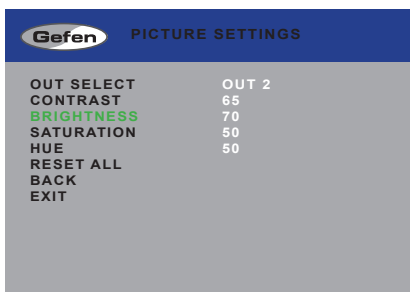 Gefen PICTURE SETTINGS
OUT SELECT OUT 2
CONTRAST 65
BRIGHTNESS 70
SATURATION 50
HUE 50
RESET ALL
BACK
EXIT